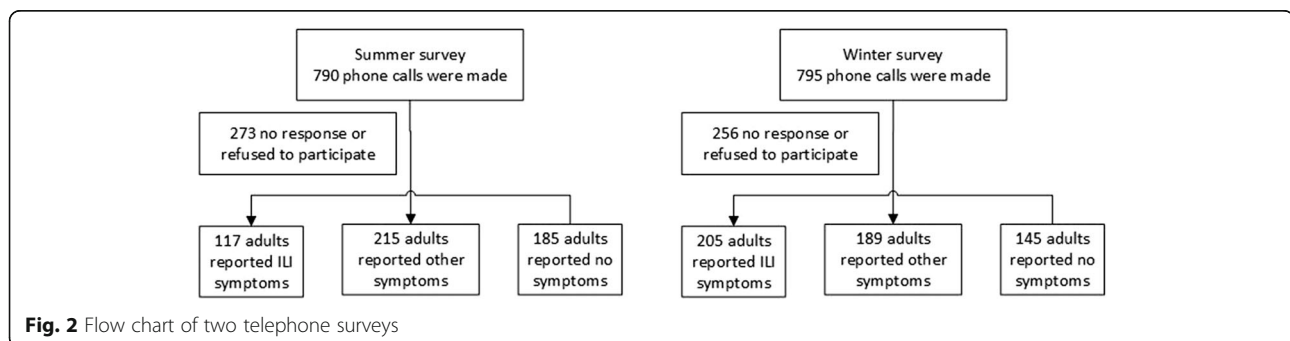 Summer survey
790 phone calls were made
Winter survey
795 phone calls were made
273 no response or
refused to participate
256 no response or
refused to participate
117 adults
reported ILI
symptoms
215 adults
reported other
symptoms
185 adults
reported no
symptoms
205 adults
reported ILI
symptoms
189 adults
reported other
symptoms
145 adults
reported no
symptoms
Fig. 2 Flow chart of two telephone surveys